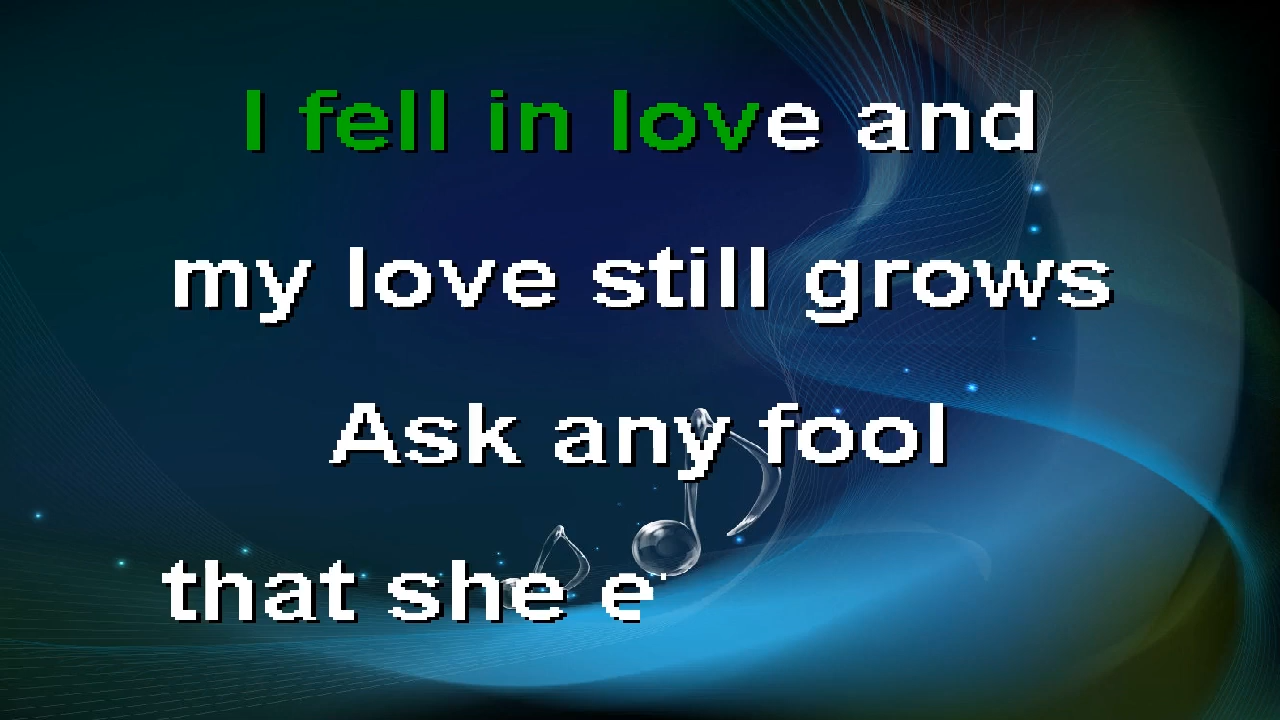 I fell in love and
my love still grows
Ask any fool
that she e